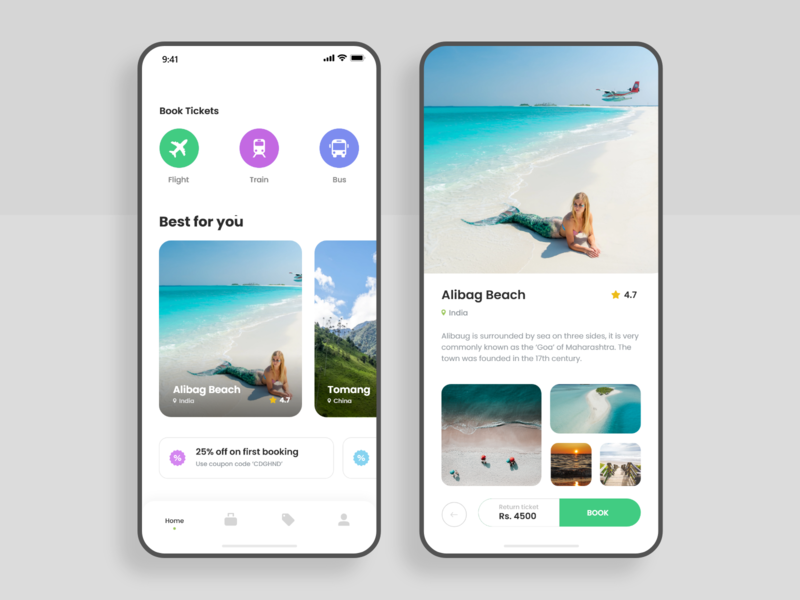 9:41
Book Tickets
Flight
Train
Bus
Best for you
Alibag Beach
India
4.7
Tomang
China
25% off on first booking
Use coupon code 'CDGHND'
Home
Alibag Beach
4.7
India
Alibaug is surrounded by sea on three sides, it is very
commonly known as the 'Goa' of Maharashtra. The
town was founded in the 17th century.
Return ticket
Rs. 4500
BOOK